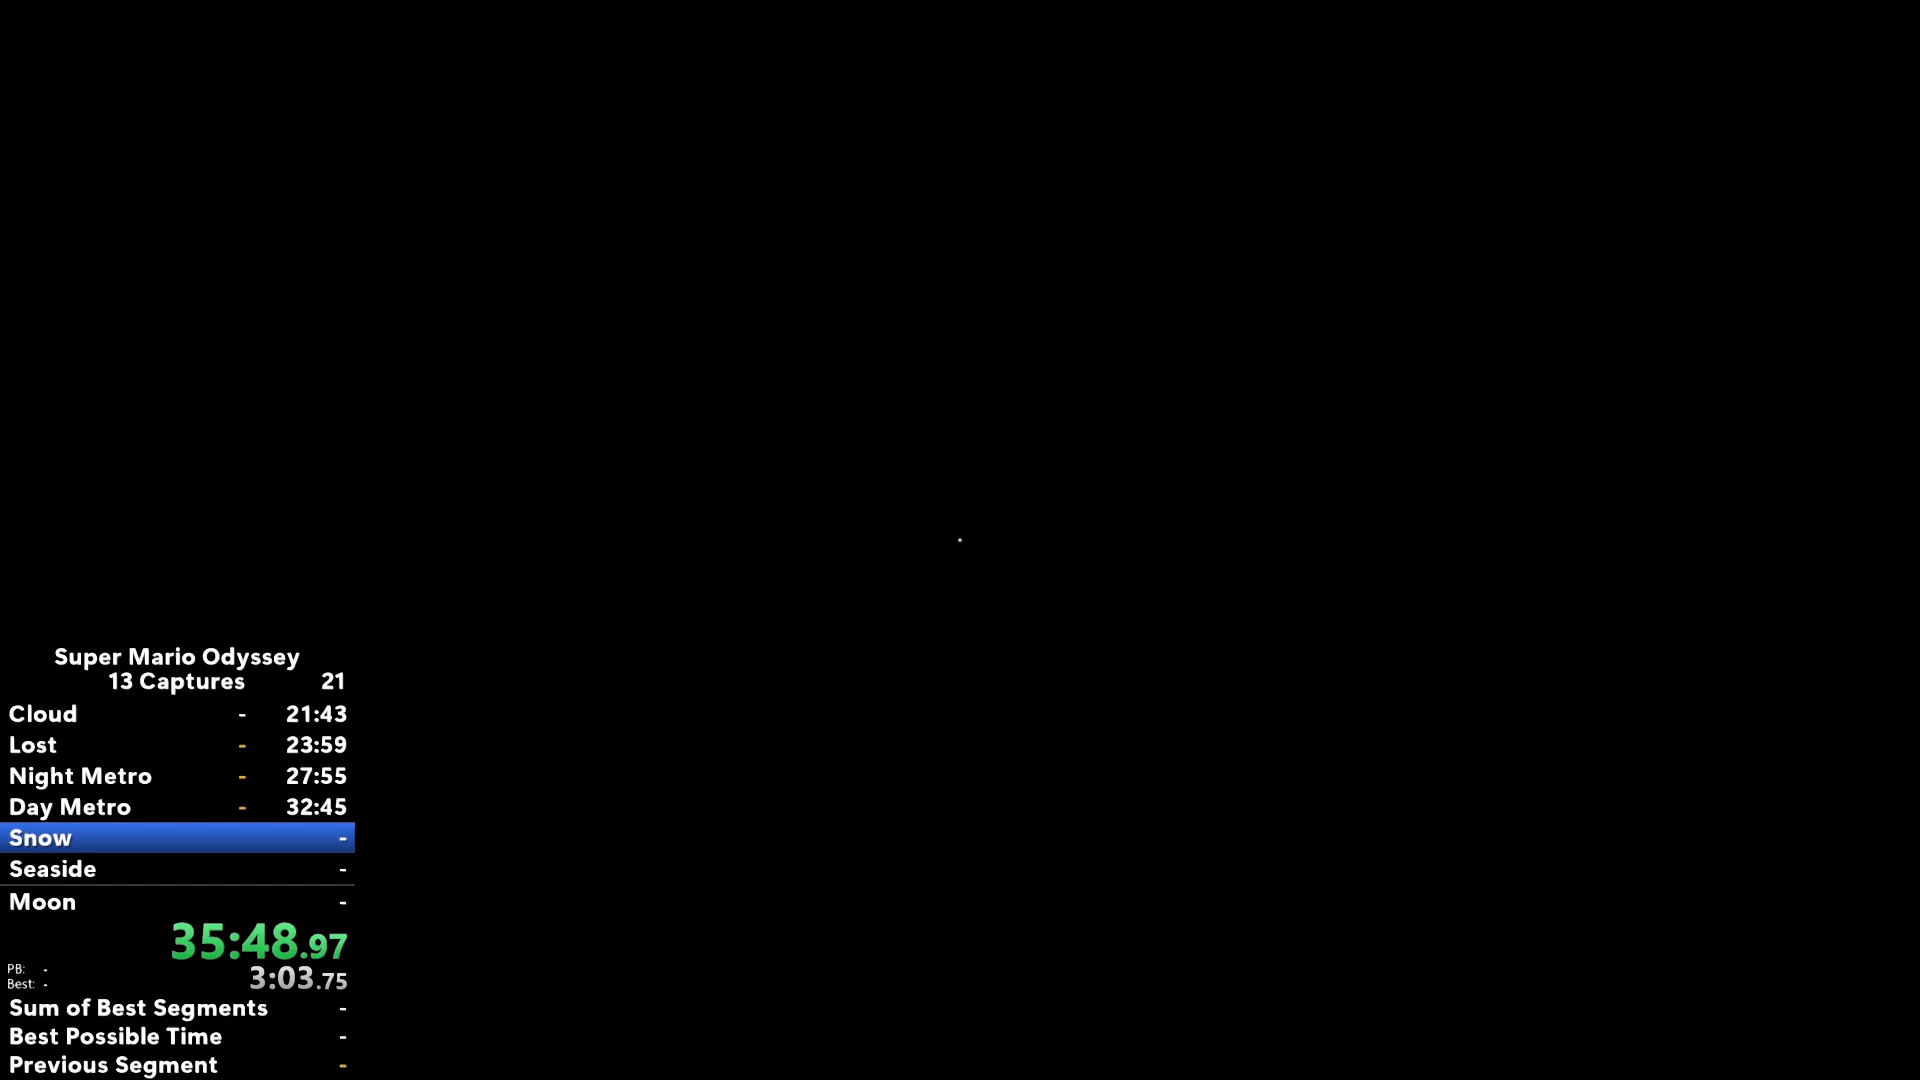 Super Mario Odyssey
13 Captures 21
Cloud - 21:43
Lost - 23:59
Night Metro - 27:55
Day Metro - 32:45
Snow -
Seaside -
Moon -
35:48.97
PB: -
3:03.75
Best: -
Sum of Best Segments -
Best Possible Time -
Previous Segment -